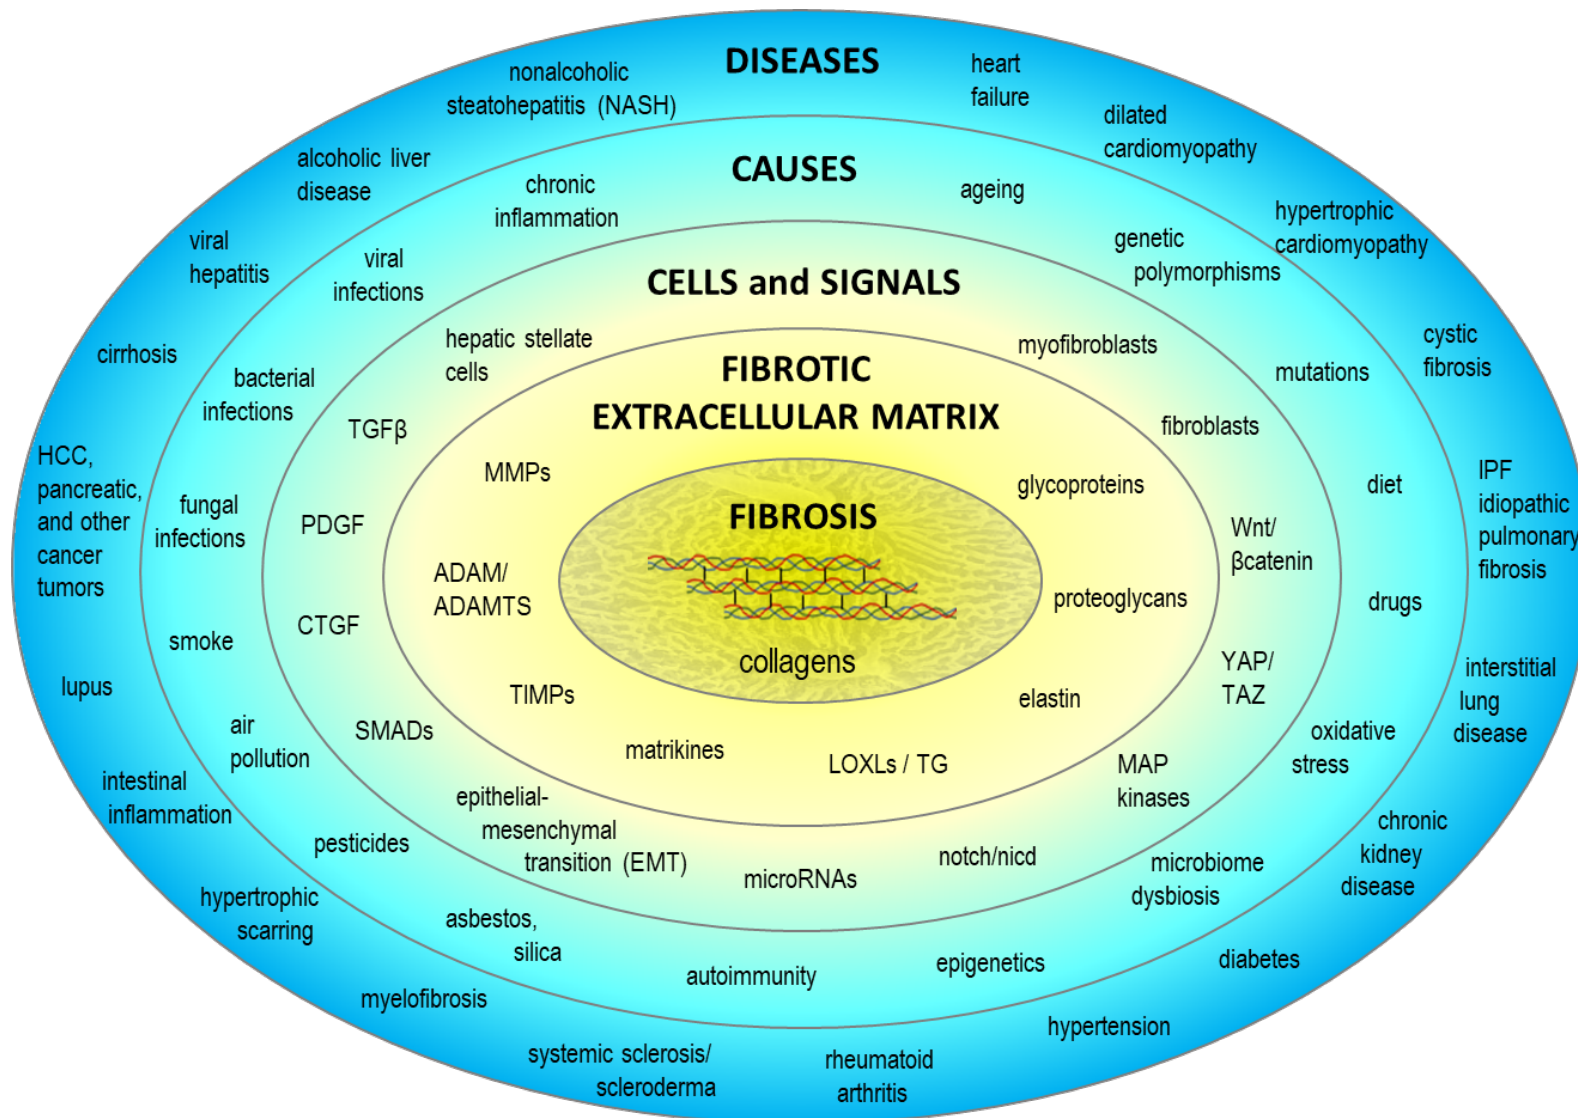 DISEASES
nonalcoholic
steatohepatitis (NASH)
heart
failure
dilated
cardiomyopathy
alcoholic liver
disease
hypertrophic
cardiomyopathy
viral
hepatitis
cystic
fibrosis
cirrhosis
HCC,
pancreatic,
and other
cancer
tumors
IPF
idiopathic
pulmonary
fibrosis
lupus
interstitial
lung
disease
intestinal
inflammation
chronic
kidney
disease
hypertrophic
scarring
diabetes
myelofibrosis
hypertension
systemic sclerosis/
scleroderma
rheumatoid
arthritis
CAUSES
chronic
inflammation
ageing
viral
infections
genetic
polymorphisms
bacterial
infections
mutations
fungal
infections
diet
smoke
drugs
air
pollution
oxidative
stress
pesticides
microbiome
dysbiosis
asbestos,
silica
autoimmunity
epigenetics
CELLS and SIGNALS
hepatic stellate
cells
myofibroblasts
TGFβ
fibroblasts
PDGF
Wnt/
βcatenin
CTGF
YAP/
TAZ
SMADs
MAP
kinases
epithelial-
mesenchymal
transition (EMT)
microRNAs
notch/nicd
FIBROTIC
EXTRACELLULAR MATRIX
MMPs
glycoproteins
ADAM/
ADAMTS
proteoglycans
TIMPs
elastin
matrikines
LOXLs / TG
FIBROSIS
collagens